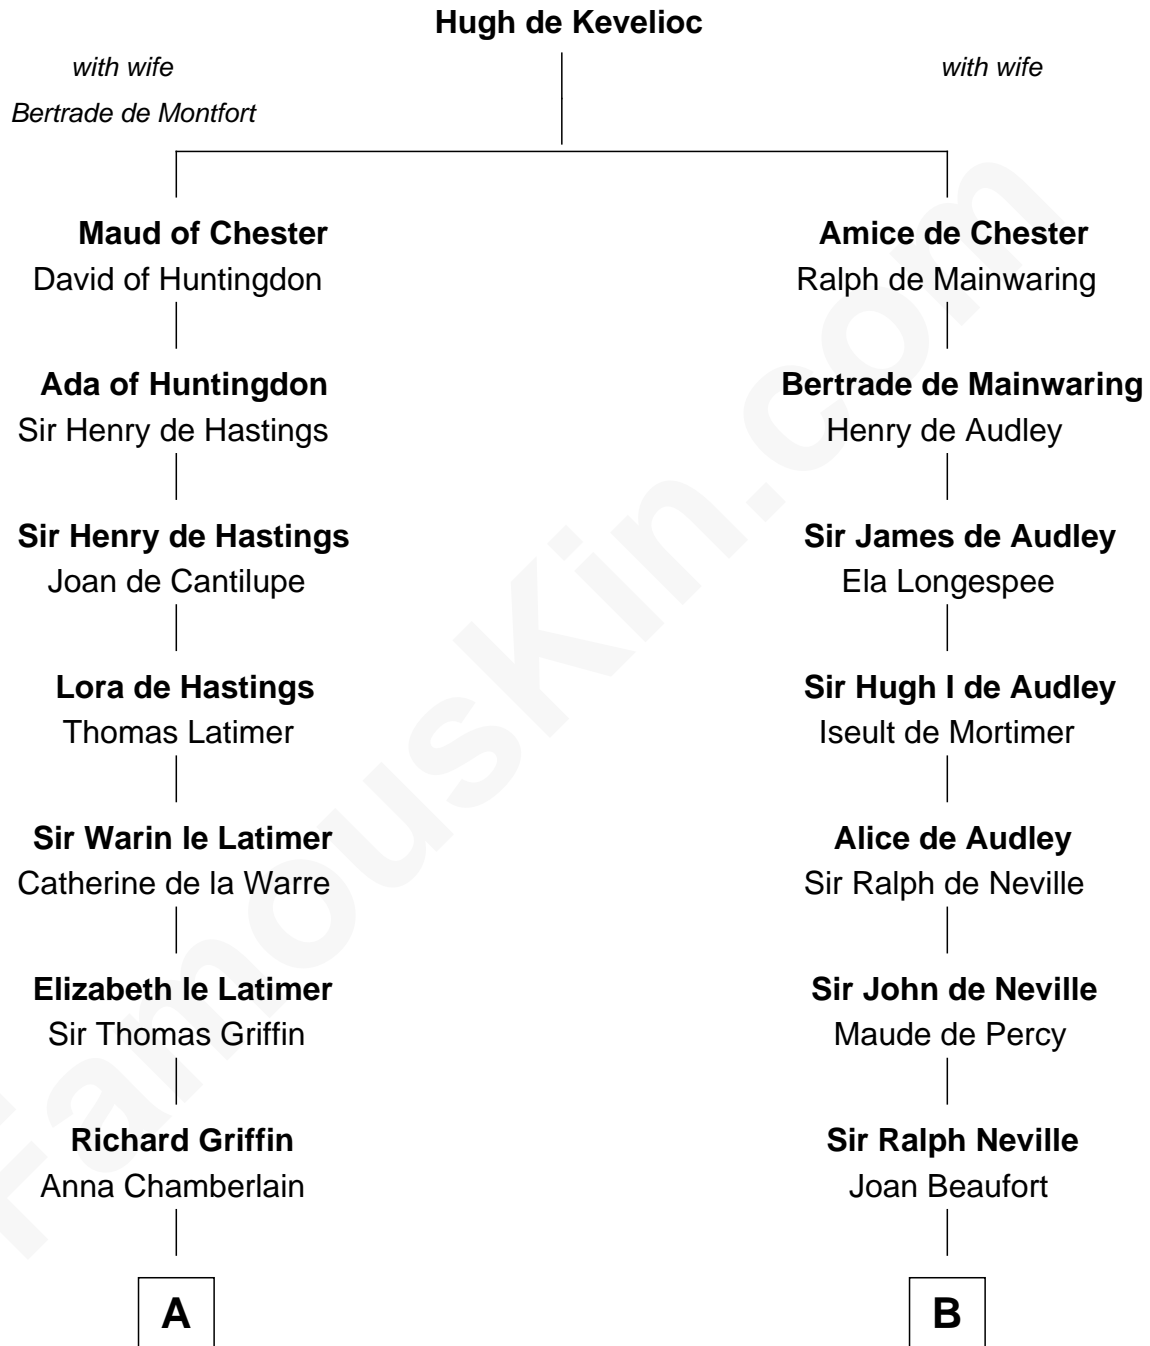 Hugh de Kevelioc
with wife
Bertrade de Montfort
with wife
Maud of Chester
David of Huntingdon
Ada of Huntingdon
Sir Henry de Hastings
Sir Henry de Hastings
Joan de Cantilupe
Lora de Hastings
Thomas Latimer
Sir Warin le Latimer
Catherine de la Warre
Elizabeth le Latimer
Sir Thomas Griffin
Richard Griffin
Anna Chamberlain
A
Amice de Chester
Ralph de Mainwaring
Bertrade de Mainwaring
Henry de Audley
Sir James de Audley
Ela Longespee
Sir Hugh I de Audley
Iseult de Mortimer
Alice de Audley
Sir Ralph de Neville
Sir John de Neville
Maude de Percy
Sir Ralph Neville
Joan Beaufort
B
FamousKin.com